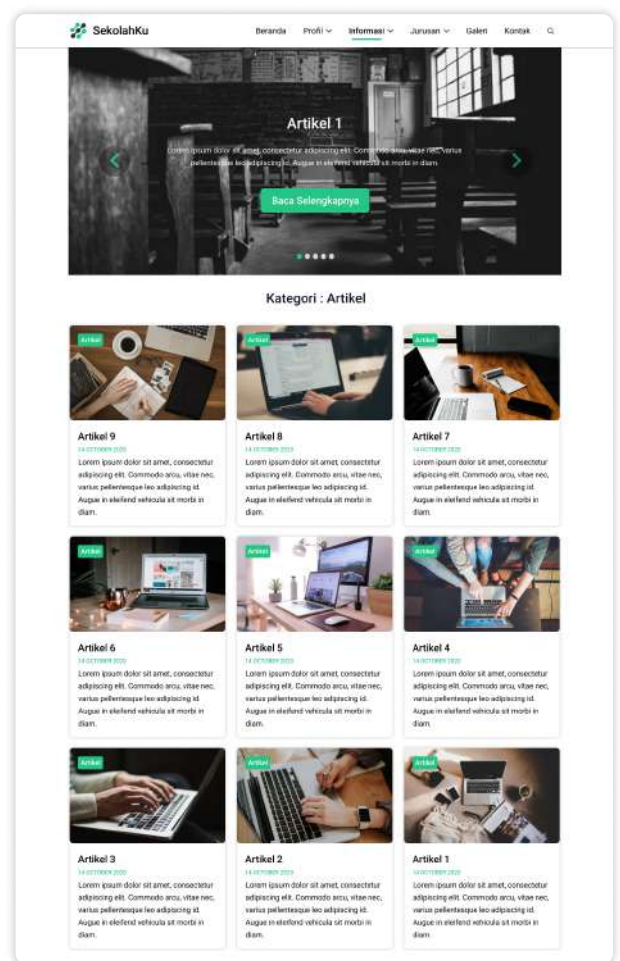 SekolahKu
Beranda Profil Informasi Jurusan Galeri Kontak
Artikel 1
Lorem ipsum dolor sit amet, consectetur adipiscing elit. Commodo arcu, vitae nec, varius
pellentesque leo adipiscing id. Augue in eleifend vehicula sit morbi in diam.
Baca Selengkapnya
Kategori : Artikel
Artikel
Artikel 9
14 OCTOBER 2020
Lorem ipsum dolor sit amet, consectetur
adipiscing elit. Commodo arcu, vitae nec,
varius pellentesque leo adipiscing id.
Augue in eleifend vehicula sit morbi in
diam.
Artikel
Artikel 8
14 OCTOBER 2020
Lorem ipsum dolor sit amet, consectetur
adipiscing elit. Commodo arcu, vitae nec,
varius pellentesque leo adipiscing id.
Augue in eleifend vehicula sit morbi in
diam.
Artikel
Artikel 7
14 OCTOBER 2020
Lorem ipsum dolor sit amet, consectetur
adipiscing elit. Commodo arcu, vitae nec,
varius pellentesque leo adipiscing id.
Augue in eleifend vehicula sit morbi in
diam.
Artikel
Artikel 6
14 OCTOBER 2020
Lorem ipsum dolor sit amet, consectetur
adipiscing elit. Commodo arcu, vitae nec,
varius pellentesque leo adipiscing id.
Augue in eleifend vehicula sit morbi in
diam.
Artikel
Artikel 5
14 OCTOBER 2020
Lorem ipsum dolor sit amet, consectetur
adipiscing elit. Commodo arcu, vitae nec,
varius pellentesque leo adipiscing id.
Augue in eleifend vehicula sit morbi in
diam.
Artikel
Artikel 4
14 OCTOBER 2020
Lorem ipsum dolor sit amet, consectetur
adipiscing elit. Commodo arcu, vitae nec,
varius pellentesque leo adipiscing id.
Augue in eleifend vehicula sit morbi in
diam.
Artikel
Artikel 3
14 OCTOBER 2020
Lorem ipsum dolor sit amet, consectetur
adipiscing elit. Commodo arcu, vitae nec,
varius pellentesque leo adipiscing id.
Augue in eleifend vehicula sit morbi in
diam.
Artikel
Artikel 2
14 OCTOBER 2020
Lorem ipsum dolor sit amet, consectetur
adipiscing elit. Commodo arcu, vitae nec,
varius pellentesque leo adipiscing id.
Augue in eleifend vehicula sit morbi in
diam.
Artikel
Artikel 1
14 OCTOBER 2020
Lorem ipsum dolor sit amet, consectetur
adipiscing elit. Commodo arcu, vitae nec,
varius pellentesque leo adipiscing id.
Augue in eleifend vehicula sit morbi in
diam.